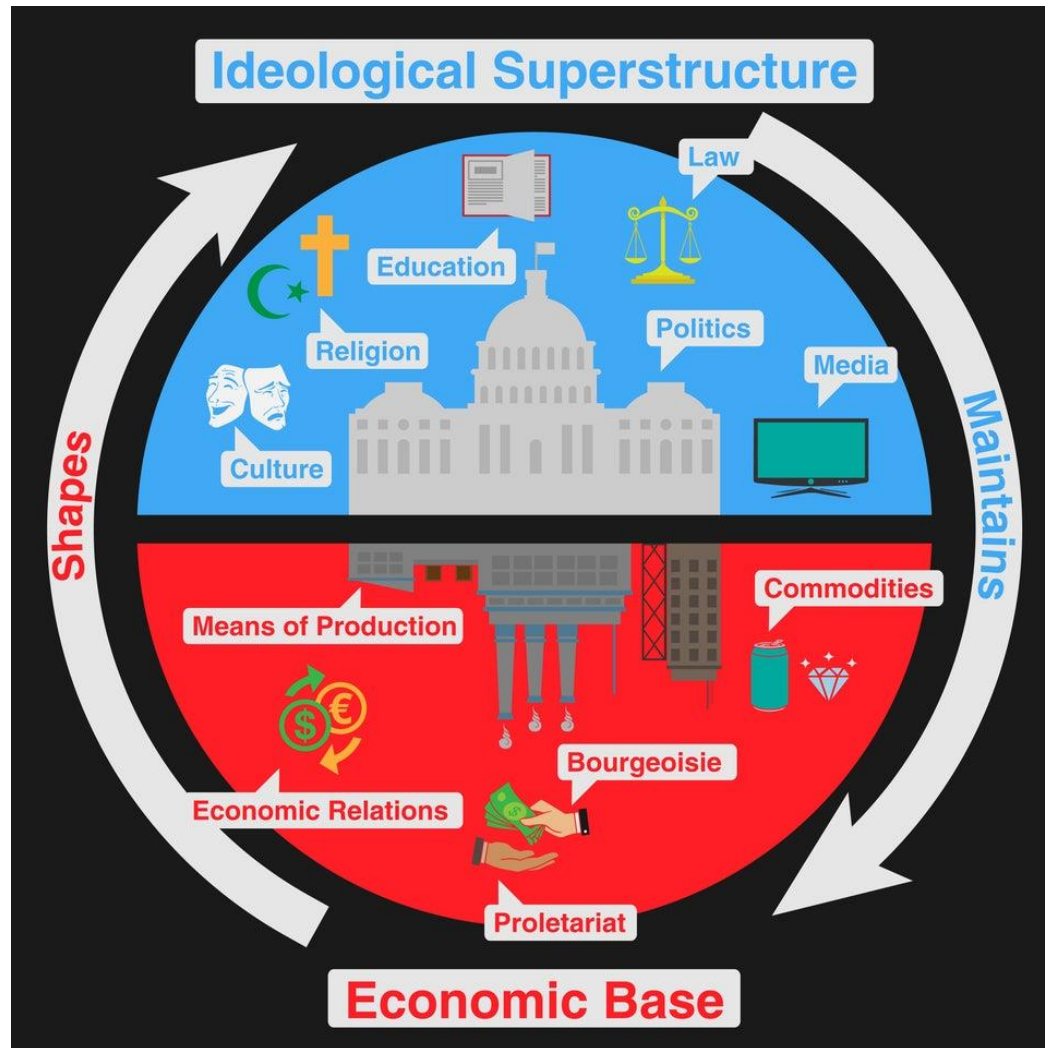 Ideological Superstructure
Law
Education
Politics
Religion
Media
Culture
Shapes
Maintains
Commodities
Means of Production
$
€
Bourgeoisie
Economic Relations
$
Proletariat
Economic Base